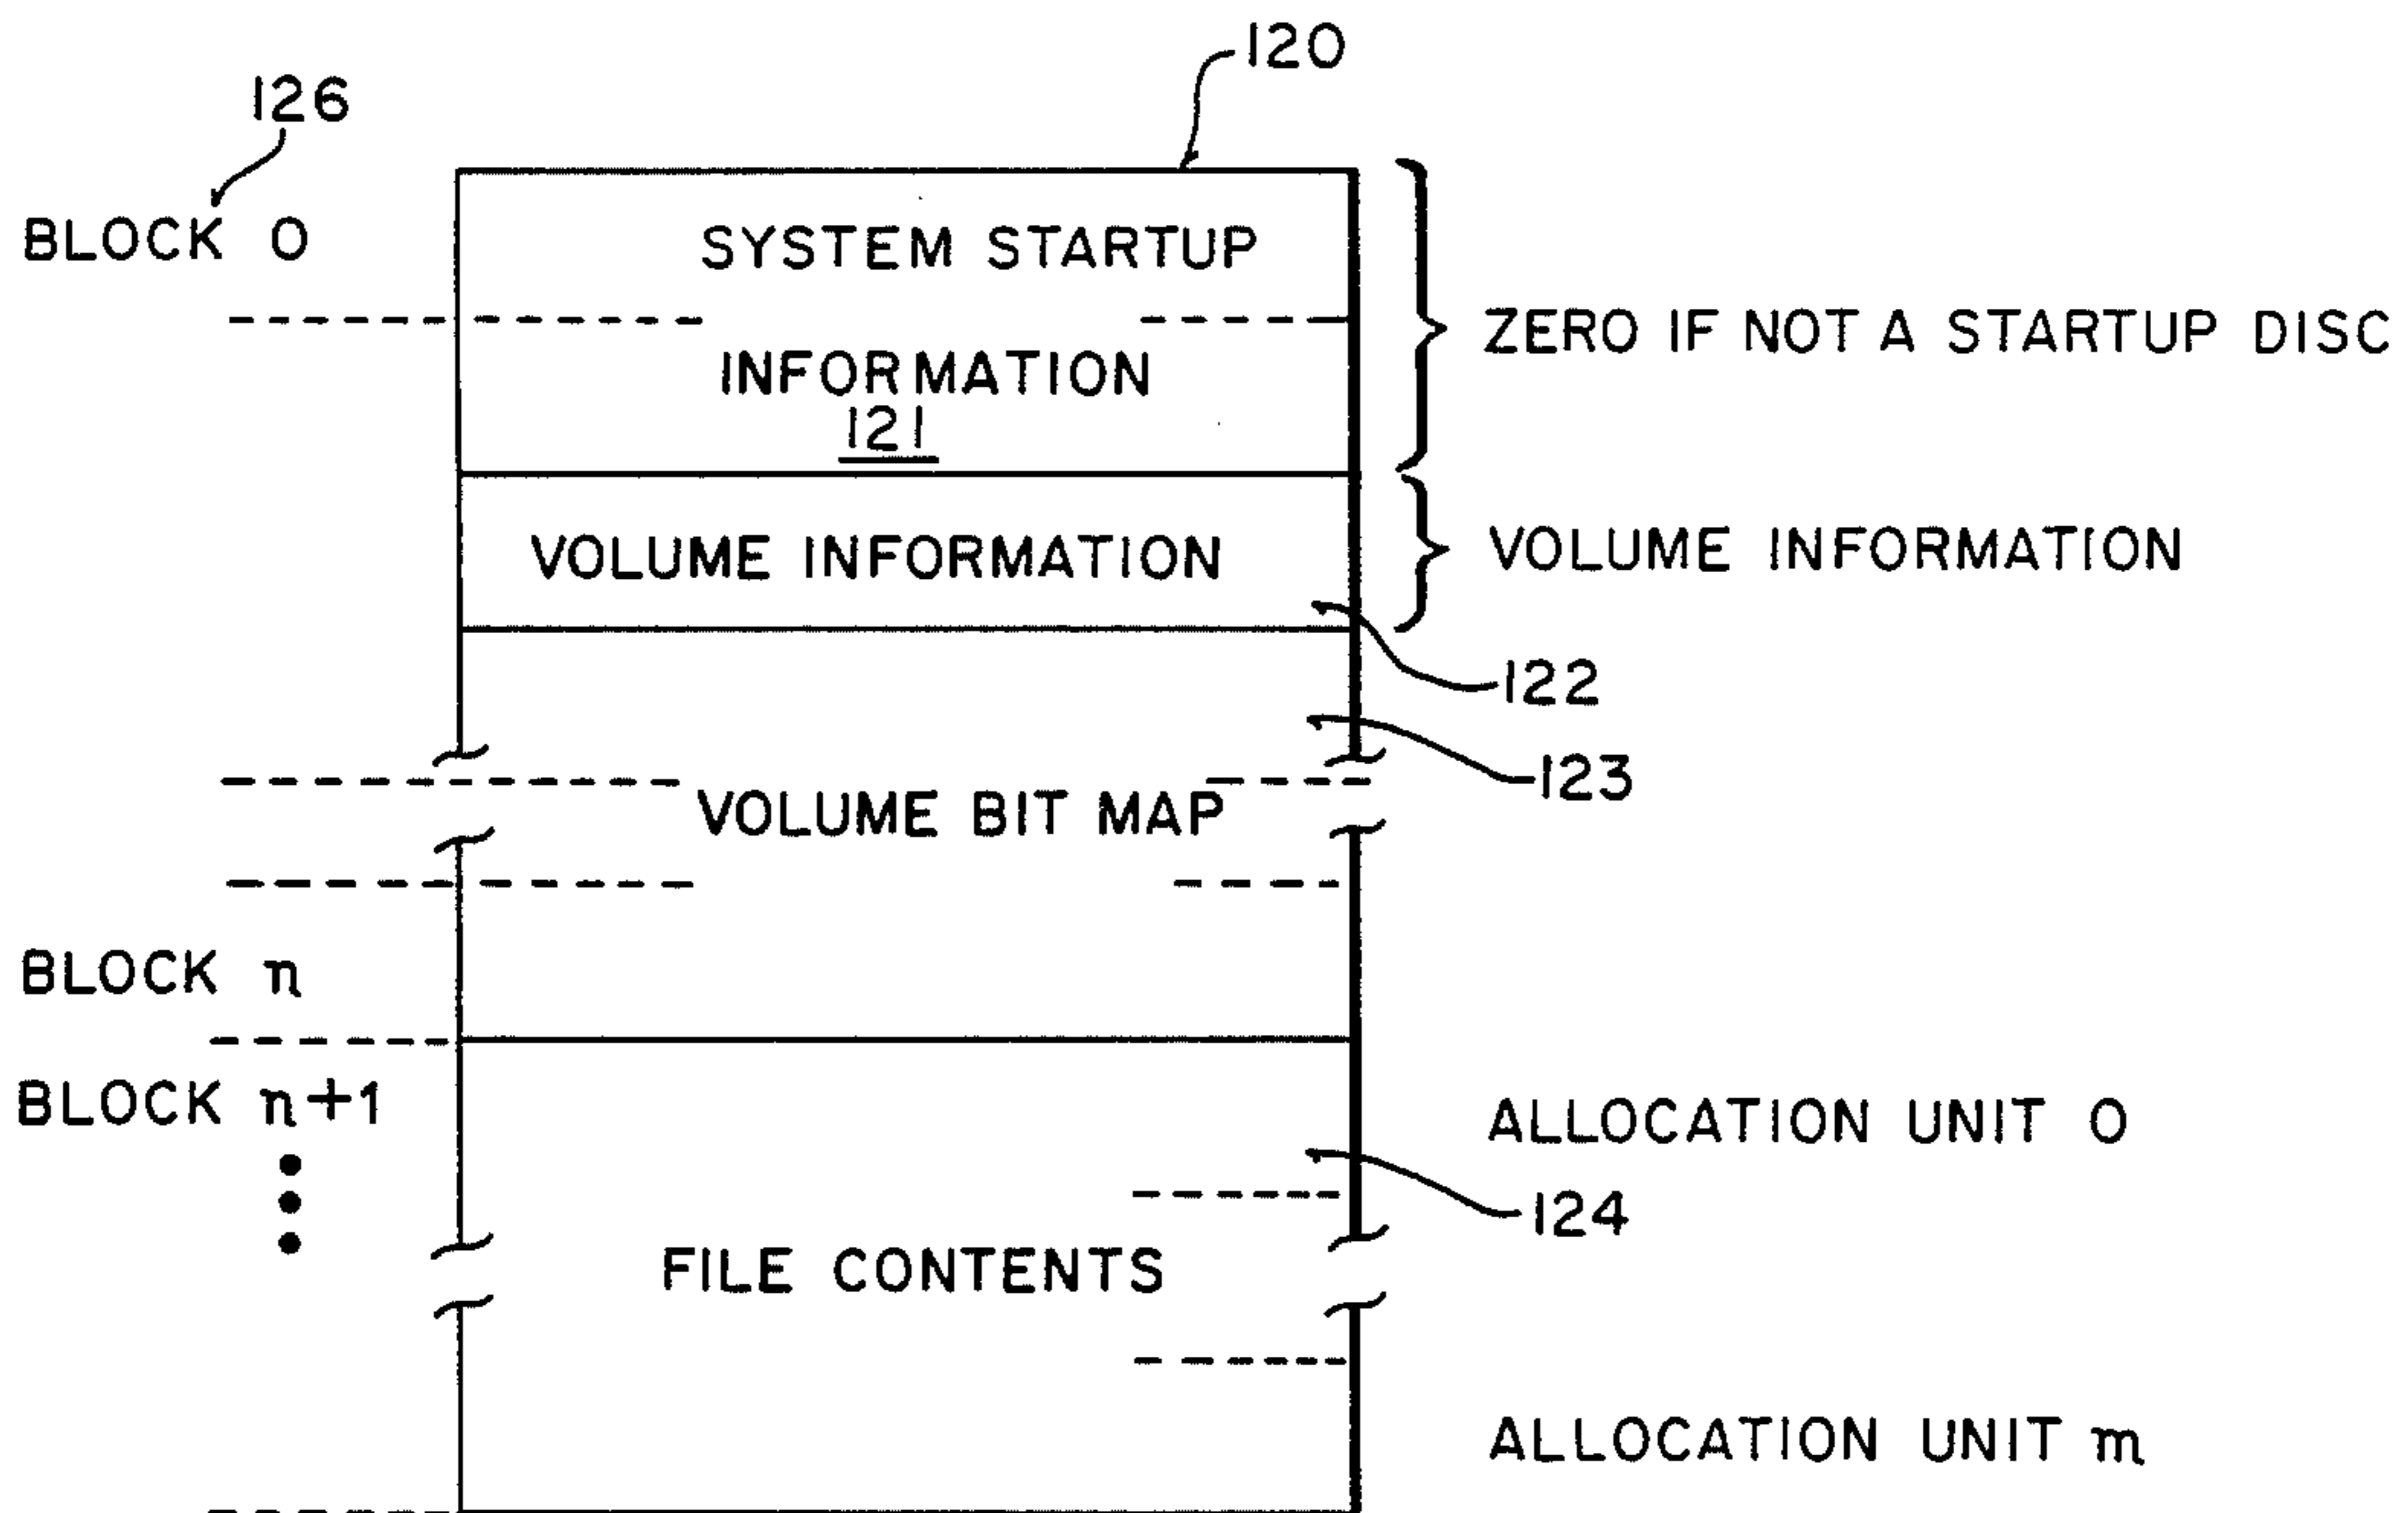 120
126
BLOCK 0
SYSTEM STARTUP
ZERO IF NOT A STARTUP DISC
INFORMATION
121
VOLUME INFORMATION
VOLUME INFORMATION
122
123
VOLUME BIT MAP
BLOCK n
BLOCK n+1
ALLOCATION UNIT 0
124
FILE CONTENTS
ALLOCATION UNIT m